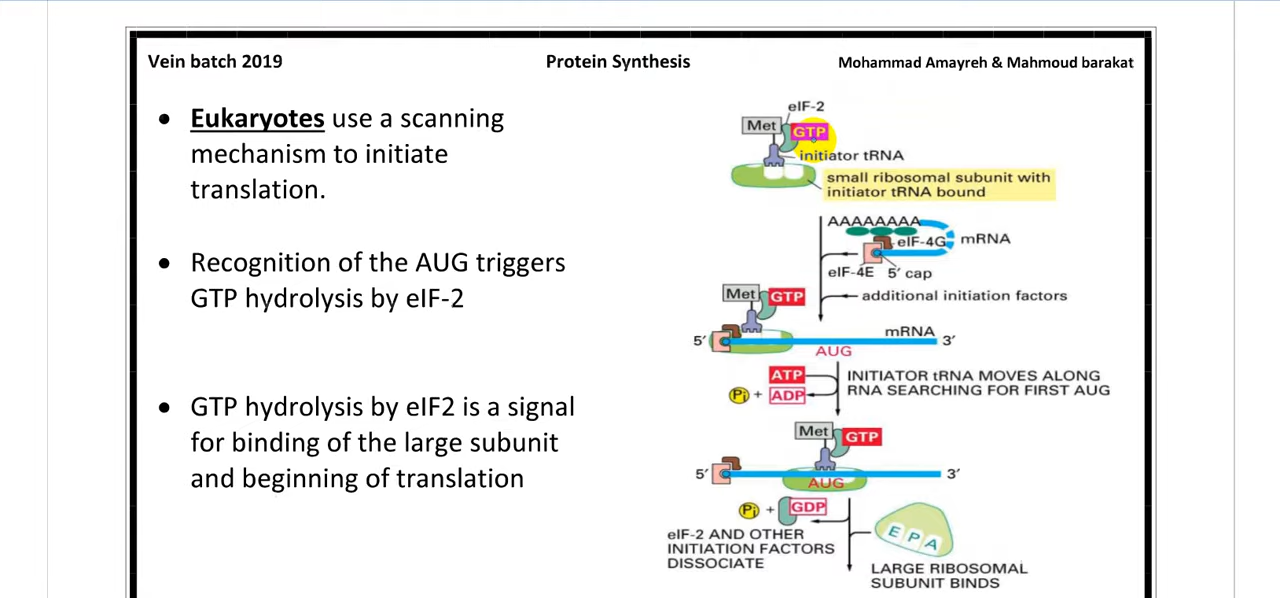 Vein batch 2019
Protein Synthesis
Mohammad Amayreh & Mahmoud barakat
• Eukaryotes use a scanning
mechanism to initiate
translation.
• Recognition of the AUG triggers
GTP hydrolysis by eIF-2
• GTP hydrolysis by eIF2 is a signal
for binding of the large subunit
and beginning of translation
eIF-2
Met
GTP
initiator tRNA
small ribosomal subunit with
initiator tRNA bound
AAAAAAAA
eIF-4G
mRNA
eIF-4E
5′ cap
additional initiation factors
Met
GTP
5′
mRNA
3′
AUG
ATP
Pi + ADP
INITIATOR tRNA MOVES ALONG
RNA SEARCHING FOR FIRST AUG
Met
GTP
5′
3′
AUG
Pi + GDP
E P A
eIF-2 AND OTHER
INITIATION FACTORS
DISSOCIATE
LARGE RIBOSOMAL
SUBUNIT BINDS